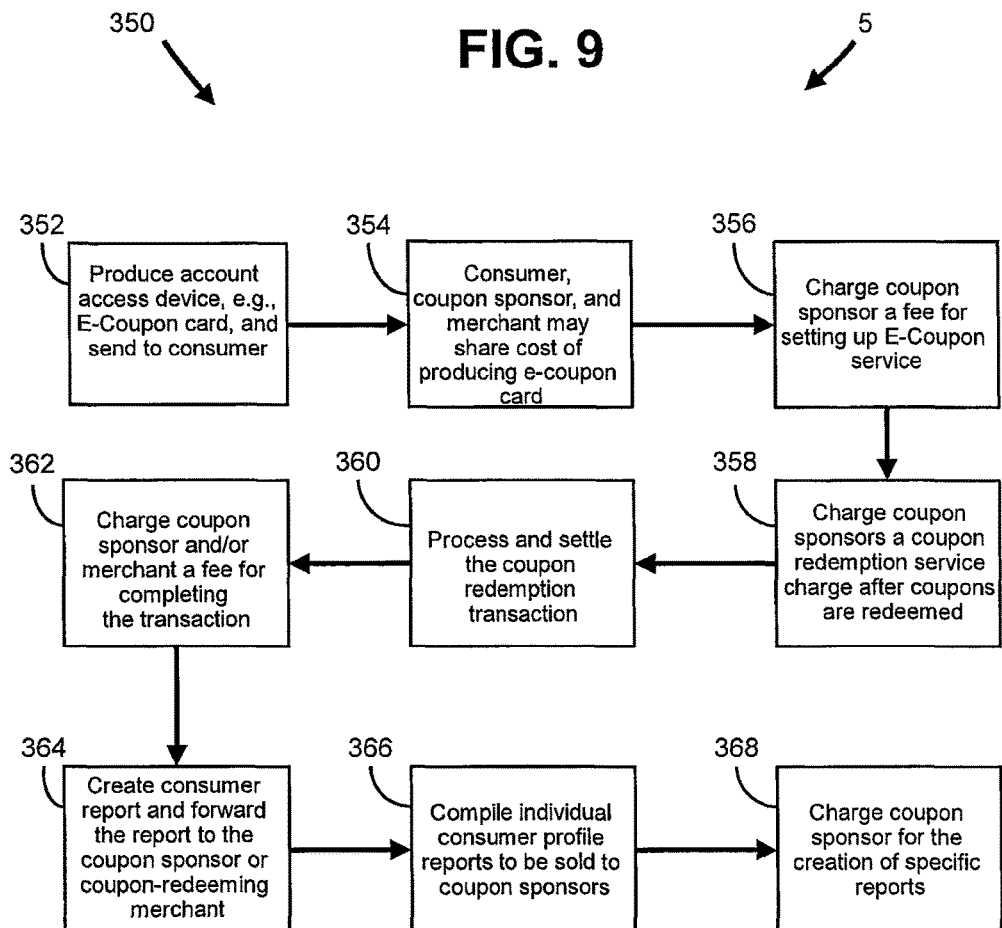 350
FIG. 9
5
352
Produce account
access device, e.g.,
E-Coupon card, and
send to consumer
354
Consumer,
coupon sponsor, and
merchant may
share cost of
producing e-coupon
card
356
Charge coupon
sponsor a fee for
setting up E-Coupon
service
358
Charge coupon
sponsors a coupon
redemption service
charge after coupons
are redeemed
360
Process and settle
the coupon
redemption
transaction
362
Charge coupon
sponsor and/or
merchant a fee for
completing
the transaction
364
Create consumer
report and forward
the report to the
coupon sponsor or
coupon-redeeming
merchant
366
Compile individual
consumer profile
reports to be sold to
coupon sponsors
368
Charge coupon
sponsor for the
creation of specific
reports